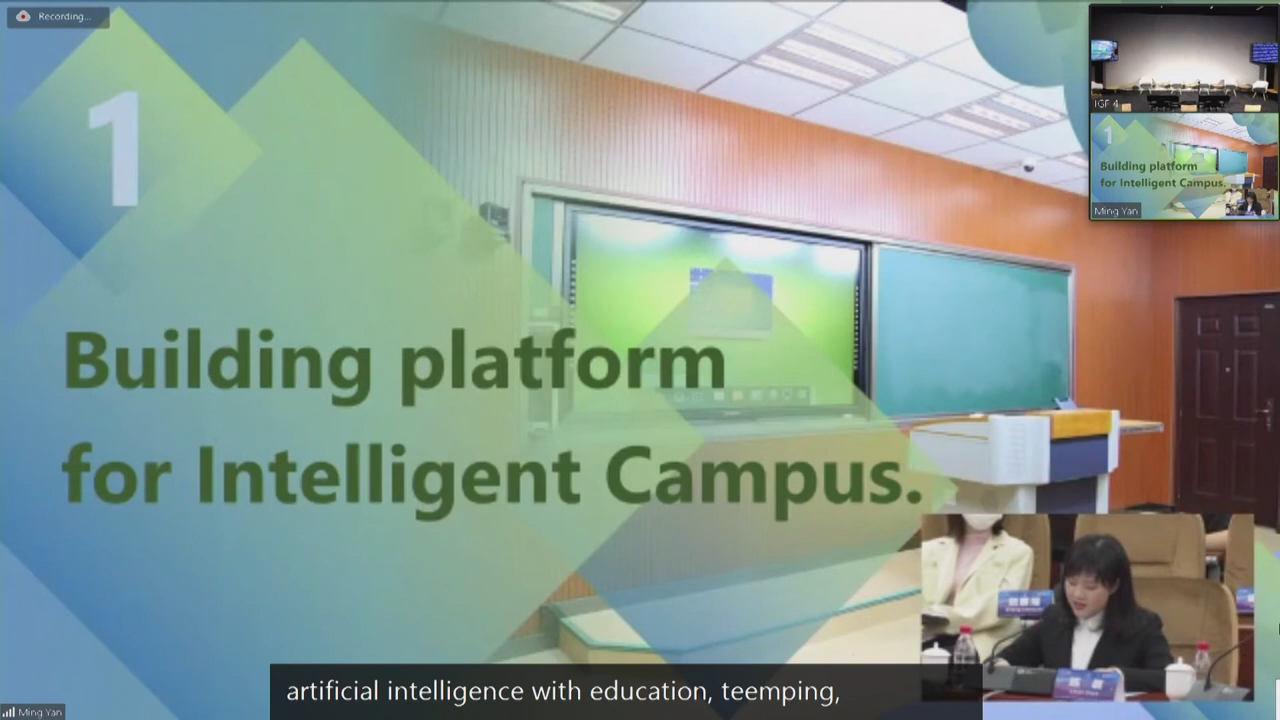 Recording...
1
Building platform
for Intelligent Campus.
IGF 4
1
Building platform
for Intelligent Campus.
Ming Yan
artificial intelligence with education, teemping,
Ming Yan